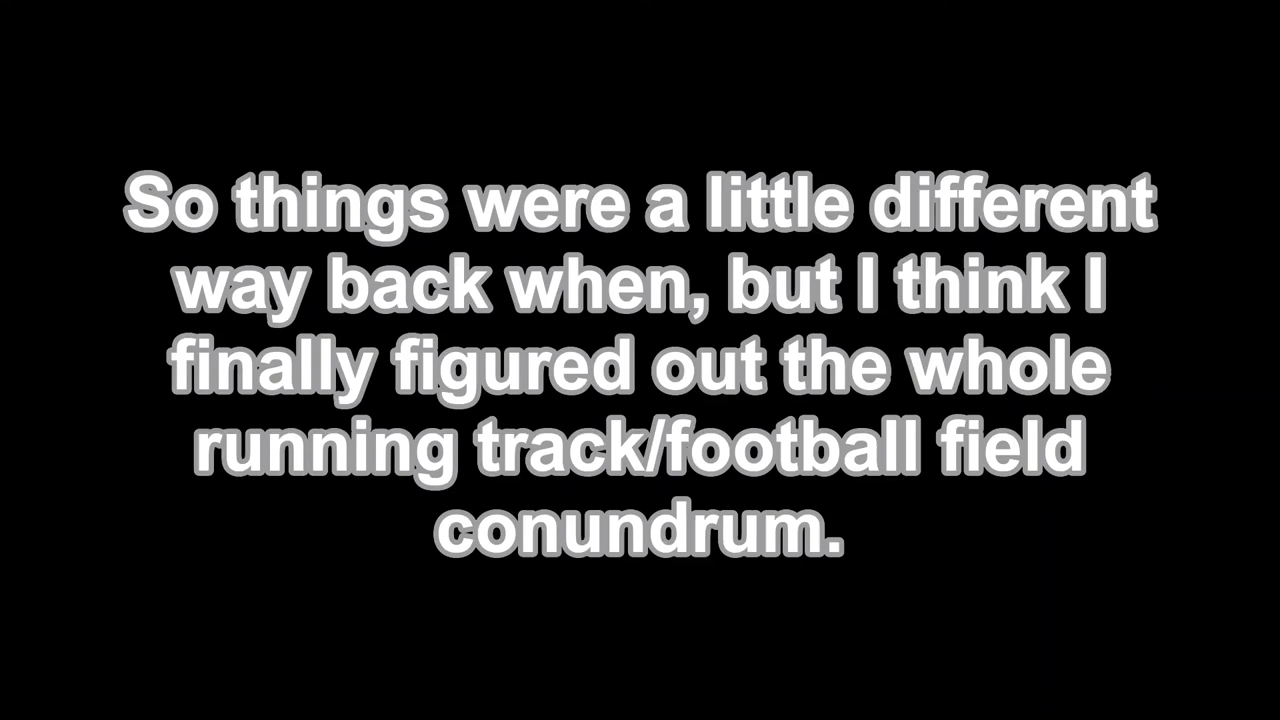 So things were a little different
way back when, but I think I
finally figured out the whole
running track/football field
conundrum.